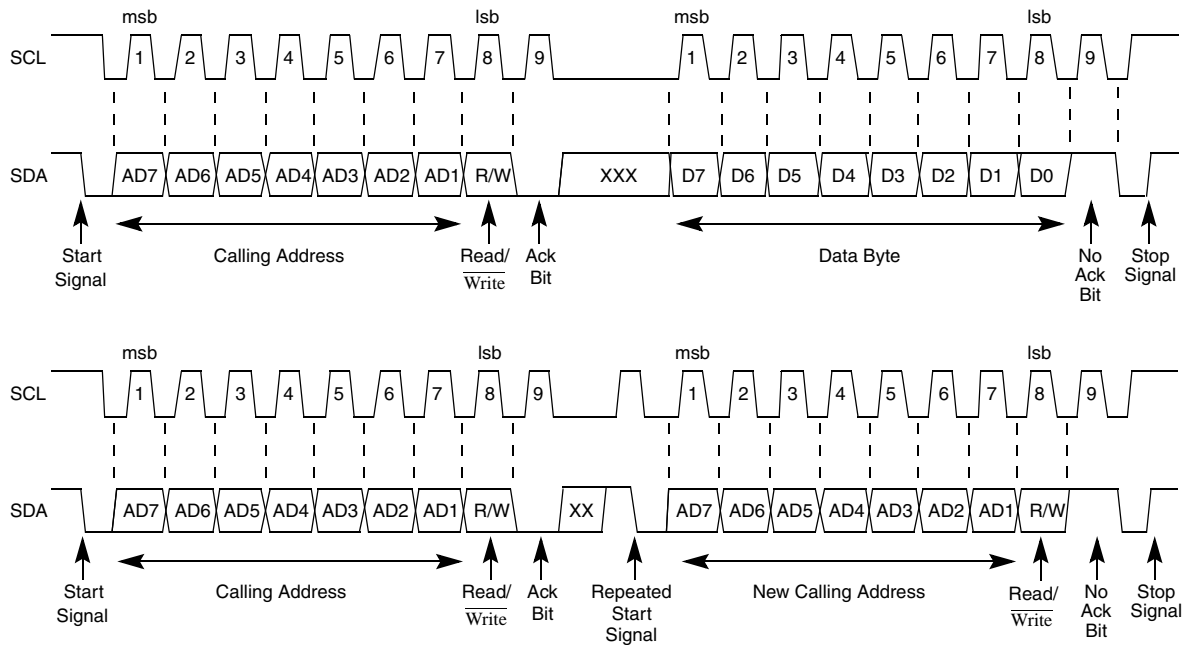 msb lsb msb lsb
SCL 1 2 3 4 5 6 7 8 9 1 2 3 4 5 6 7 8 9
SDA AD7 AD6 AD5 AD4 AD3 AD2 AD1 R/W XXX D7 D6 D5 D4 D3 D2 D1 D0
Start Signal
Calling Address
Read/
Write
Ack
Bit
Data Byte
No
Ack
Bit
Stop
Signal
msb lsb msb lsb
SCL 1 2 3 4 5 6 7 8 9 1 2 3 4 5 6 7 8 9
SDA AD7 AD6 AD5 AD4 AD3 AD2 AD1 R/W XX AD7 AD6 AD5 AD4 AD3 AD2 AD1 R/W
Start
Signal
Calling Address
Read/
Write
Ack
Bit
Repeated
Start
Signal
New Calling Address
Read/
Write
No
Ack
Bit
Stop
Signal